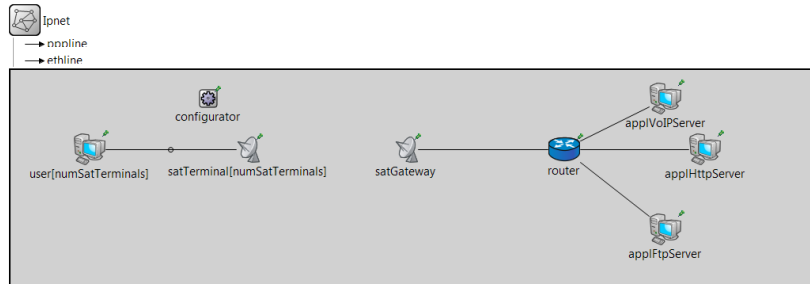 Ipnet
pppline
ethline
configurator
user[numSatTerminals]
satTerminal[numSatTerminals]
satGateway
router
applVoIPServer
applHttpServer
applFtpServer